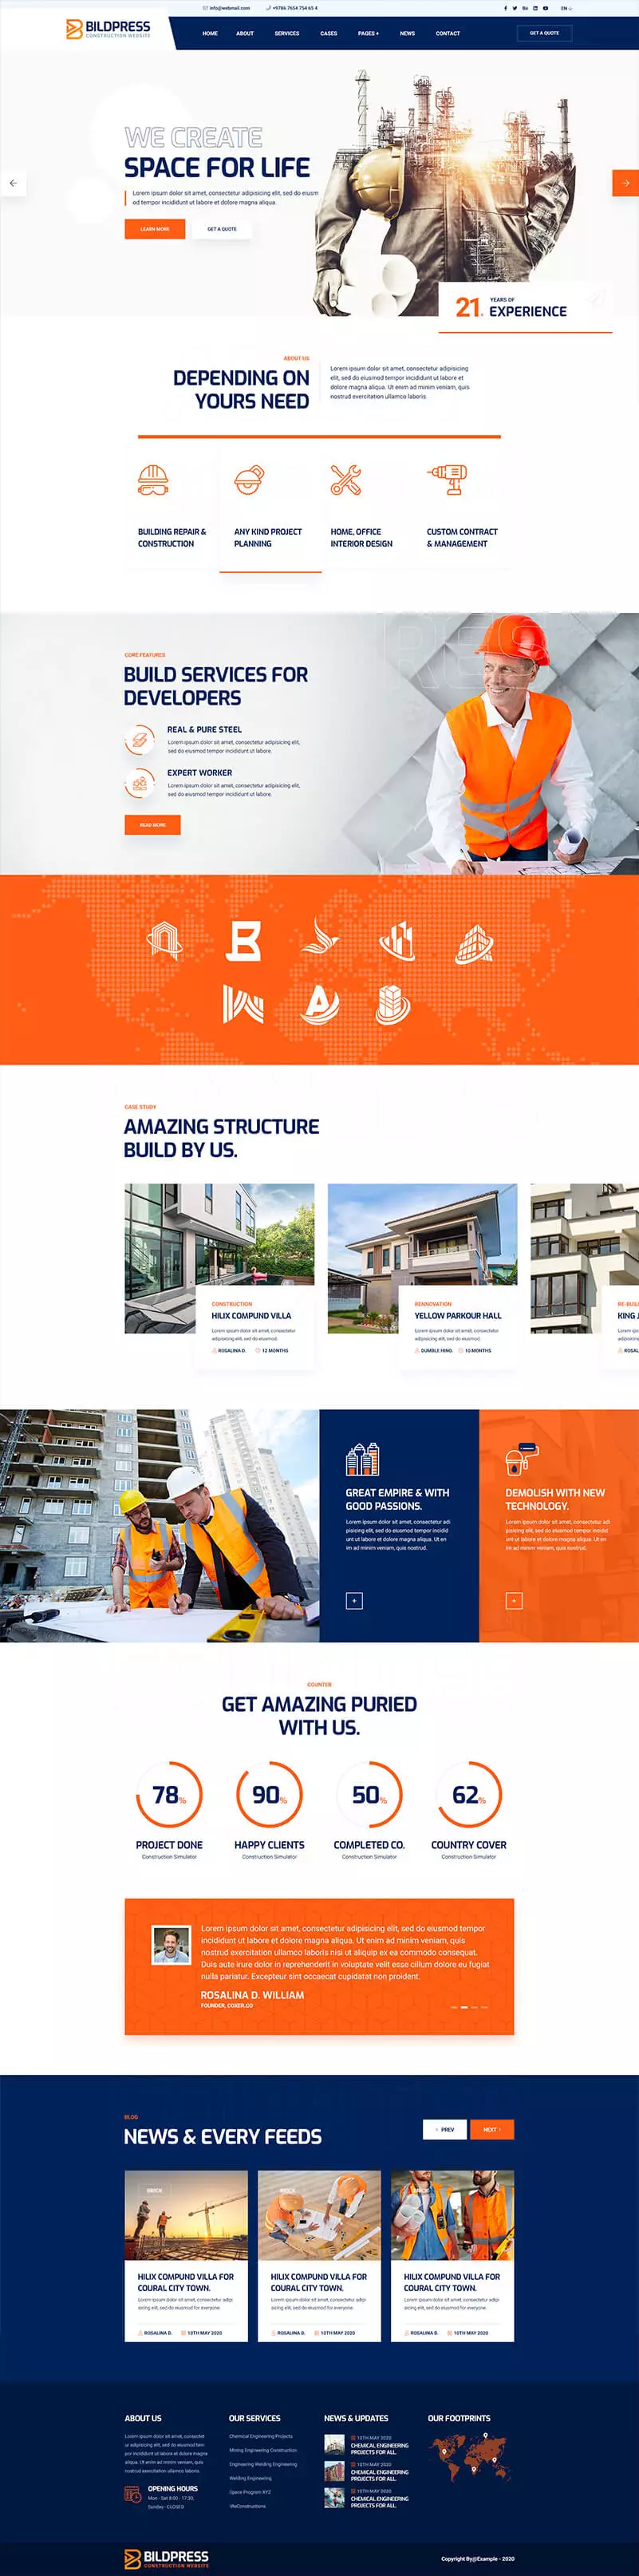 info@webmail.com +9786 7654 754 65 4 EN
BILDPRESS
CONSTRUCTION WEBSITE
HOME ABOUT SERVICES CASES PAGES + NEWS CONTACT GET A QUOTE
WE CREATE
SPACE FOR LIFE
Lorem ipsum dolor sit amet, consectetur adipisicing elit, sed do eiusm
od tempor incididunt ut labore et dolore magna aliqua.
LEARN MORE GET A QUOTE
21. YEARS OF
EXPERIENCE
ABOUT US
DEPENDING ON
YOURS NEED
Lorem ipsum dolor sit amet, consectetur adipisicing
elit, sed do eiusmod tempor incididunt ut labore et
dolore magna aliqua. Ut enim ad minim veniam, quis
nostrud exercitation ullamco laboris.
BUILDING REPAIR &
CONSTRUCTION
ANY KIND PROJECT
PLANNING
HOME, OFFICE
INTERIOR DESIGN
CUSTOM CONTRACT
& MANAGEMENT
CORE FEATURES
BUILD SERVICES FOR
DEVELOPERS
REAL & PURE STEEL
Lorem ipsum dolor sit amet, consectetur adipisicing elit,
sed do eiusmod tempor incididunt ut labore.
EXPERT WORKER
Lorem ipsum dolor sit amet, consectetur adipisicing elit,
sed do eiusmod tempor incididunt ut labore.
READ MORE
CASE STUDY
AMAZING STRUCTURE
BUILD BY US.
CONSTRUCTION
HILIX COMPUND VILLA
Lorem ipsum dolor sit amet, consectetur
adipisicing elit, sed do eiusmod.
ROSALINA D. 12 MONTHS
RENNOVATION
YELLOW PARKOUR HALL
Lorem ipsum dolor sit amet, consectetur
adipisicing elit, sed do eiusmod.
DUMBLE HING 10 MONTHS
RE-BUIL
KING J
Lorem ip
adipisicing
ROSAL
GREAT EMPIRE & WITH
GOOD PASSIONS.
Lorem ipsum dolor sit amet, consectetur adi
pisicing elit, sed do eiusmod tempor incidid
unt ut labore et dolore magna aliqua. Ut en
im ad minim veniam, quis nostrud.
DEMOLISH WITH NEW
TECHNOLOGY.
Lorem ipsum dolor sit amet, consectetur adi
pisicing elit, sed do eiusmod tempor incidid
unt ut labore et dolore magna aliqua. Ut en
im ad minim veniam, quis nostrud.
COUNTER
GET AMAZING PURIED
WITH US.
78%
PROJECT DONE
Construction Simulator
90%
HAPPY CLIENTS
Construction Simulator
50%
COMPLETED CO.
Construction Simulator
62%
COUNTRY COVER
Construction Simulator
Lorem ipsum dolor sit amet, consectetur adipisicing elit, sed do eiusmod tempor
incididunt ut labore et dolore magna aliqua. Ut enim ad minim veniam, quis
nostrud exercitation ullamco laboris nisi ut aliquip ex ea commodo consequat.
Duis aute irure dolor in reprehenderit in voluptate velit esse cillum dolore eu fugiat
nulla pariatur. Excepteur sint occaecat cupidatat non proident.
ROSALINA D. WILLIAM
FOUNDER, COXER.CO
BLOG
NEWS & EVERY FEEDS
PREV NEXT
BRICK
HILIX COMPUND VILLA FOR
COURAL CITY TOWN.
Lorem ipsum dolor sit amet, consectetur adip
isicing elit, sed do eiusmod for everyone.
ROSALINA D. 10TH MAY 2020
BRICK
HILIX COMPUND VILLA FOR
COURAL CITY TOWN.
Lorem ipsum dolor sit amet, consectetur adip
isicing elit, sed do eiusmod for everyone.
ROSALINA D. 10TH MAY 2020
HILIX COMPUND VILLA FOR
COURAL CITY TOWN.
Lorem ipsum dolor sit amet, consectetur adip
isicing elit, sed do eiusmod for everyone.
ROSALINA D. 10TH MAY 2020
ABOUT US
Lorem ipsum dolor sit amet, consectet
ur adipisicing elit, sed do eiusmod tem
por incididunt ut labore et dolore magna
aliqua. Ut enim ad minim veniam, quis
nostrud exercitation ullamco laboris.
OPENING HOURS
Mon - Sat 8:00 - 17:30,
Sunday - CLOSED
OUR SERVICES
Chemical Engineering Projects
Mining Engineering Construction
Engineering Welding Engineering
Welding Engineering
Space Program XYZ
NEWS & UPDATES
10TH MAY 2020
CHEMICAL ENGINEERING
PROJECTS FOR ALL.
10TH MAY 2020
CHEMICAL ENGINEERING
PROJECTS FOR ALL.
10TH MAY 2020
CHEMICAL ENGINEERING
PROJECTS FOR ALL.
OUR FOOTPRINTS
BILDPRESS
CONSTRUCTION WEBSITE
Copyright By@Example - 2020